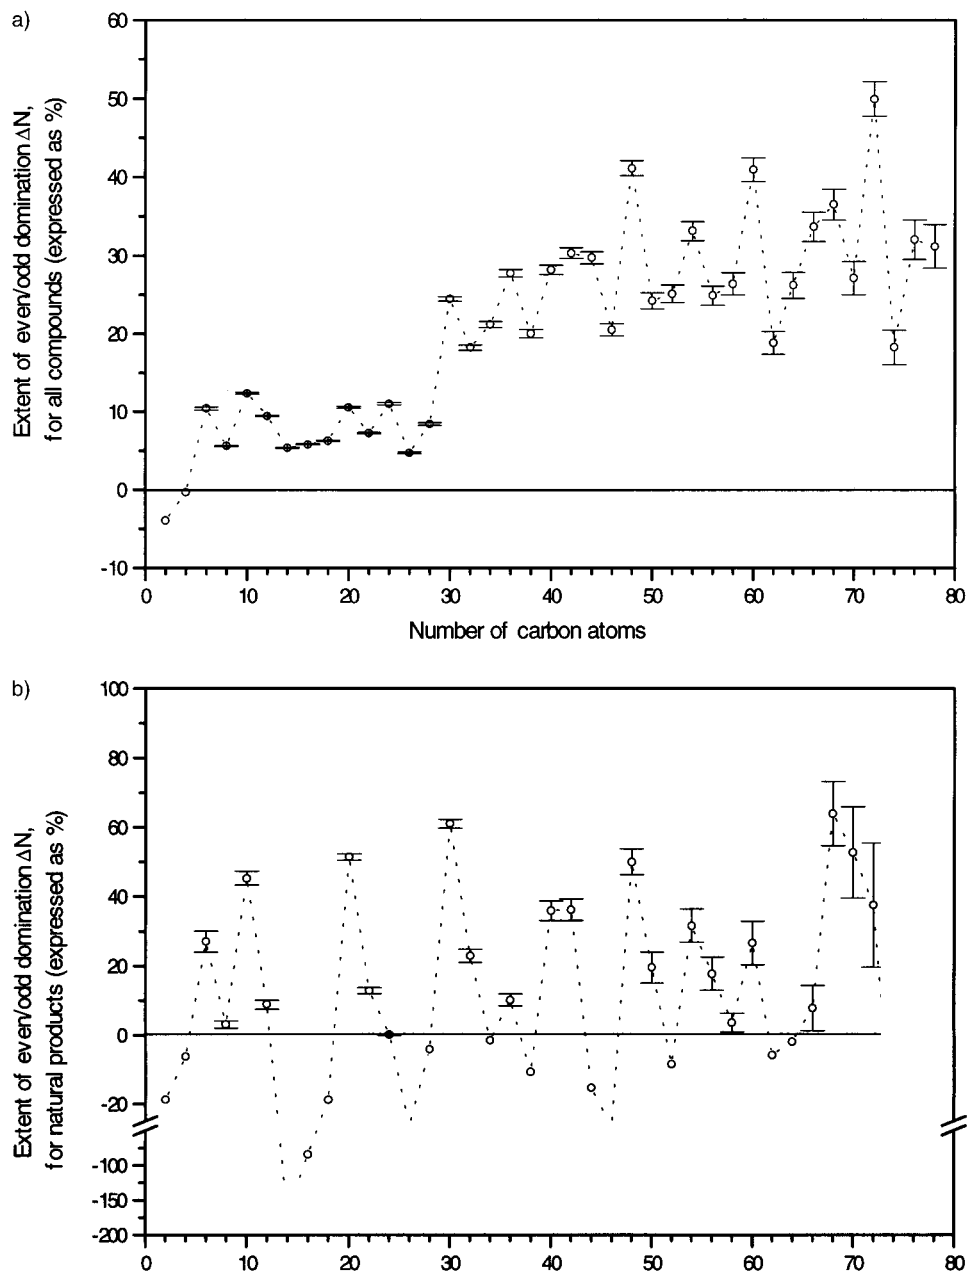 a)
Extent of even/odd domination ΔN,
for all compounds (expressed as %)
60
50
40
30
20
10
0
-10
0 10 20 30 40 50 60 70 80
Number of carbon atoms
b)
Extent of even/odd domination ΔN,
for natural products (expressed as %)
100
80
60
40
20
0
-20
-100
-150
-200
0 10 20 30 40 50 60 70 80